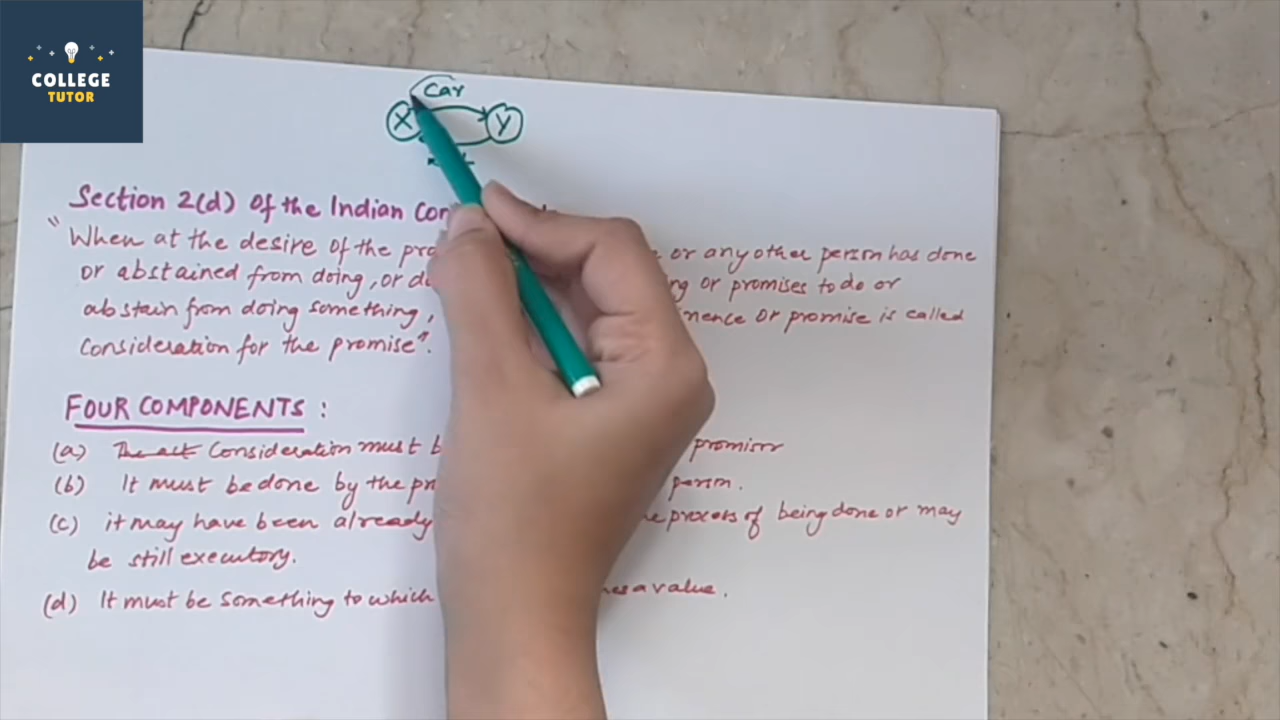 COLLEGE
TUTOR
Car
X Y
Section 2(d) Of the Indian Con
"When at the desire of the pro or any other person has done
or abstained from doing, or do ng or promises to do or
abstain from doing something, nence Or promise is called
Consideration for the promise".
FOUR COMPONENTS :
(a) The act Consideration must b promisor
(b) It must be done by the pr person.
(c) it may have been already e process of being done or may
be still executory.
(d) It must be Something to which hes a value.